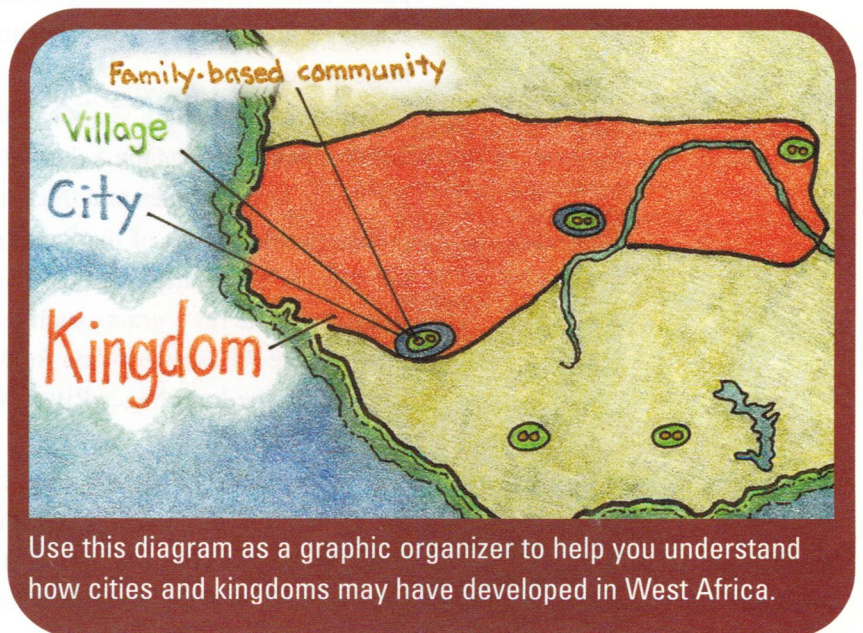 Family-based community
Village
City
Kingdom
Use this diagram as a graphic organizer to help you understand
how cities and kingdoms may have developed in West Africa.